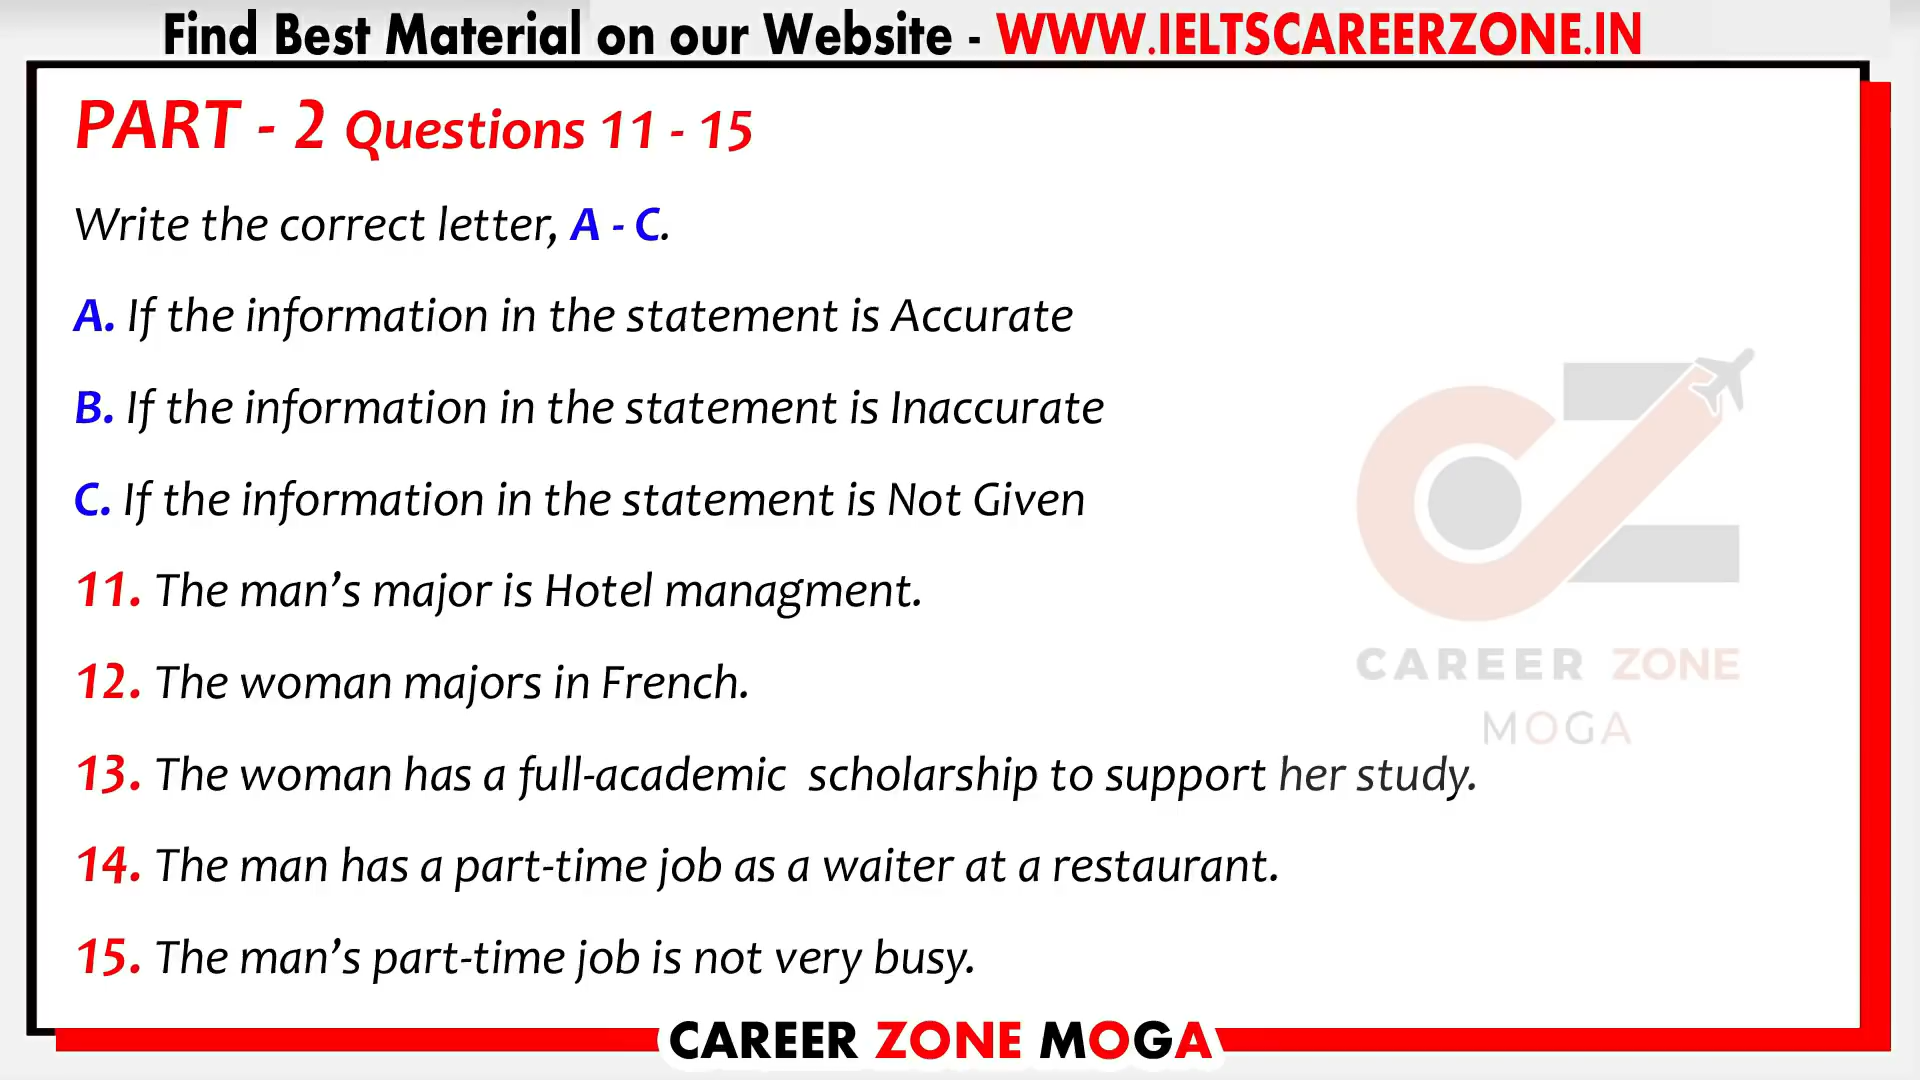 Find Best Material on our Website - WWW.IELTSCAREERZONE.IN
PART - 2 Questions 11 - 15
Write the correct letter, A - C.
A. If the information in the statement is Accurate
B. If the information in the statement is Inaccurate
C. If the information in the statement is Not Given
11. The man's major is Hotel managment.
12. The woman majors in French.
13. The woman has a full-academic scholarship to support her study.
14. The man has a part-time job as a waiter at a restaurant.
15. The man's part-time job is not very busy.
CAREER ZONE
MOGA
CAREER ZONE MOGA